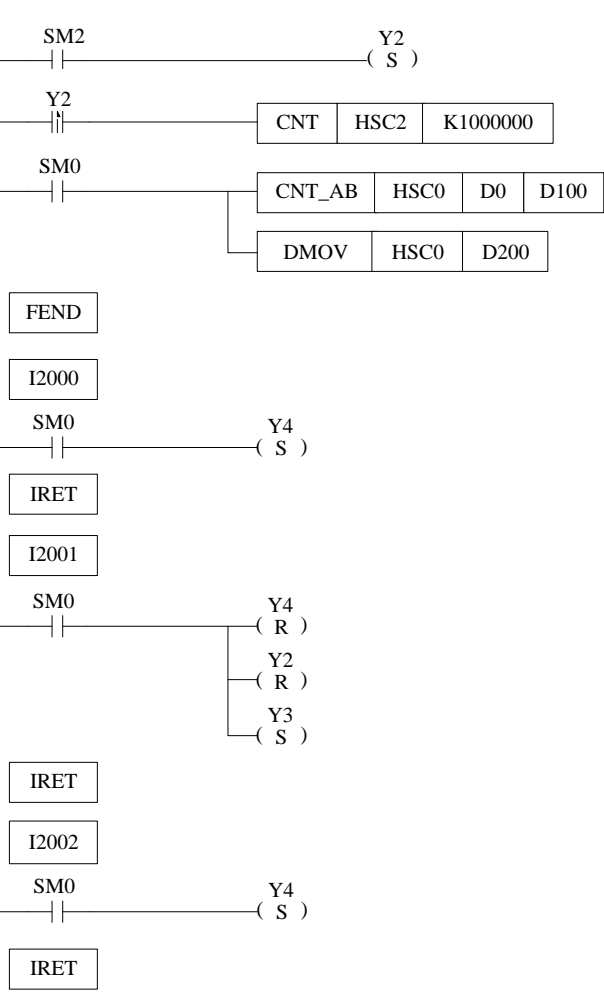 SM2 Y2
( S )
Y2
CNT HSC2 K1000000
SM0
CNT_AB HSC0 D0 D100
DMOV HSC0 D200
FEND
I2000
SM0 Y4
( S )
IRET
I2001
SM0 Y4
( R )
Y2
( R )
Y3
( S )
IRET
I2002
SM0 Y4
( S )
IRET